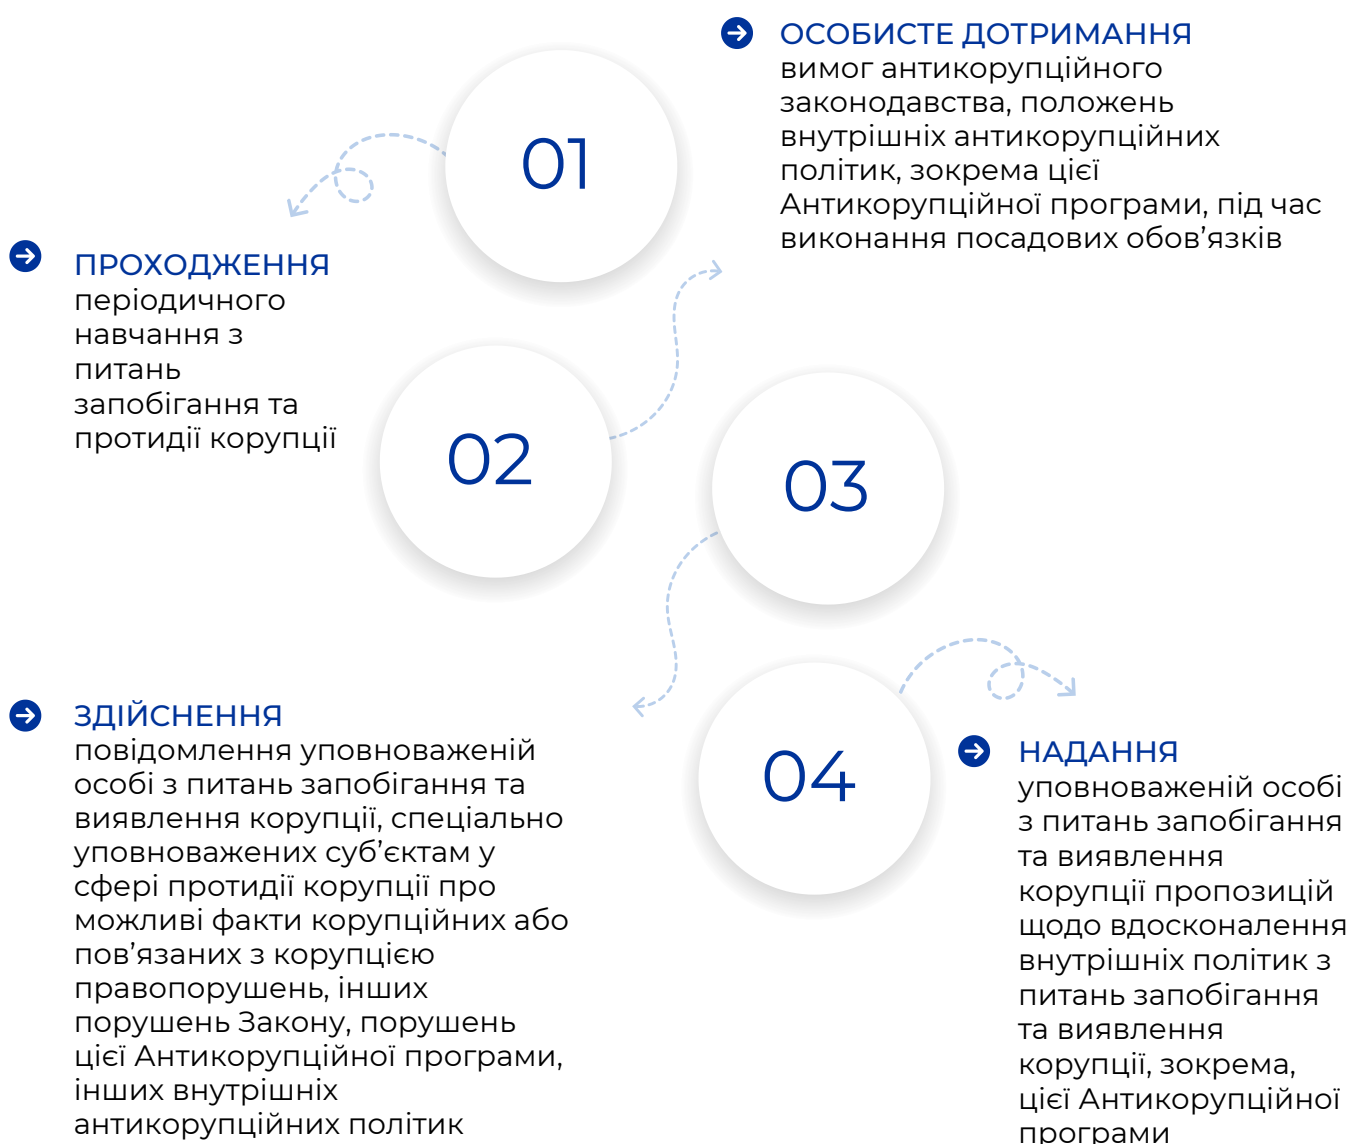 01
ПРОХОДЖЕННЯ
періодичного
навчання з
питань
запобігання та
протидії корупції
02
ОСОБИСТЕ ДОТРИМАННЯ
вимог антикорупційного
законодавства, положень
внутрішніх антикорупційних
політик, зокрема цієї
Антикорупційної програми, під час
виконання посадових обов’язків
03
ЗДІЙСНЕННЯ
повідомлення уповноваженій
особі з питань запобігання та
виявлення корупції, спеціально
уповноважених суб’єктам у
сфері протидії корупції про
можливі факти корупційних або
пов’язаних з корупцією
правопорушень, інших
порушень Закону, порушень
цієї Антикорупційної програми,
інших внутрішніх
антикорупційних політик
04
НАДАННЯ
уповноваженій особі
з питань запобігання
та виявлення
корупції пропозицій
щодо вдосконалення
внутрішніх політик з
питань запобігання
та виявлення
корупції, зокрема,
цієї Антикорупційної
програми